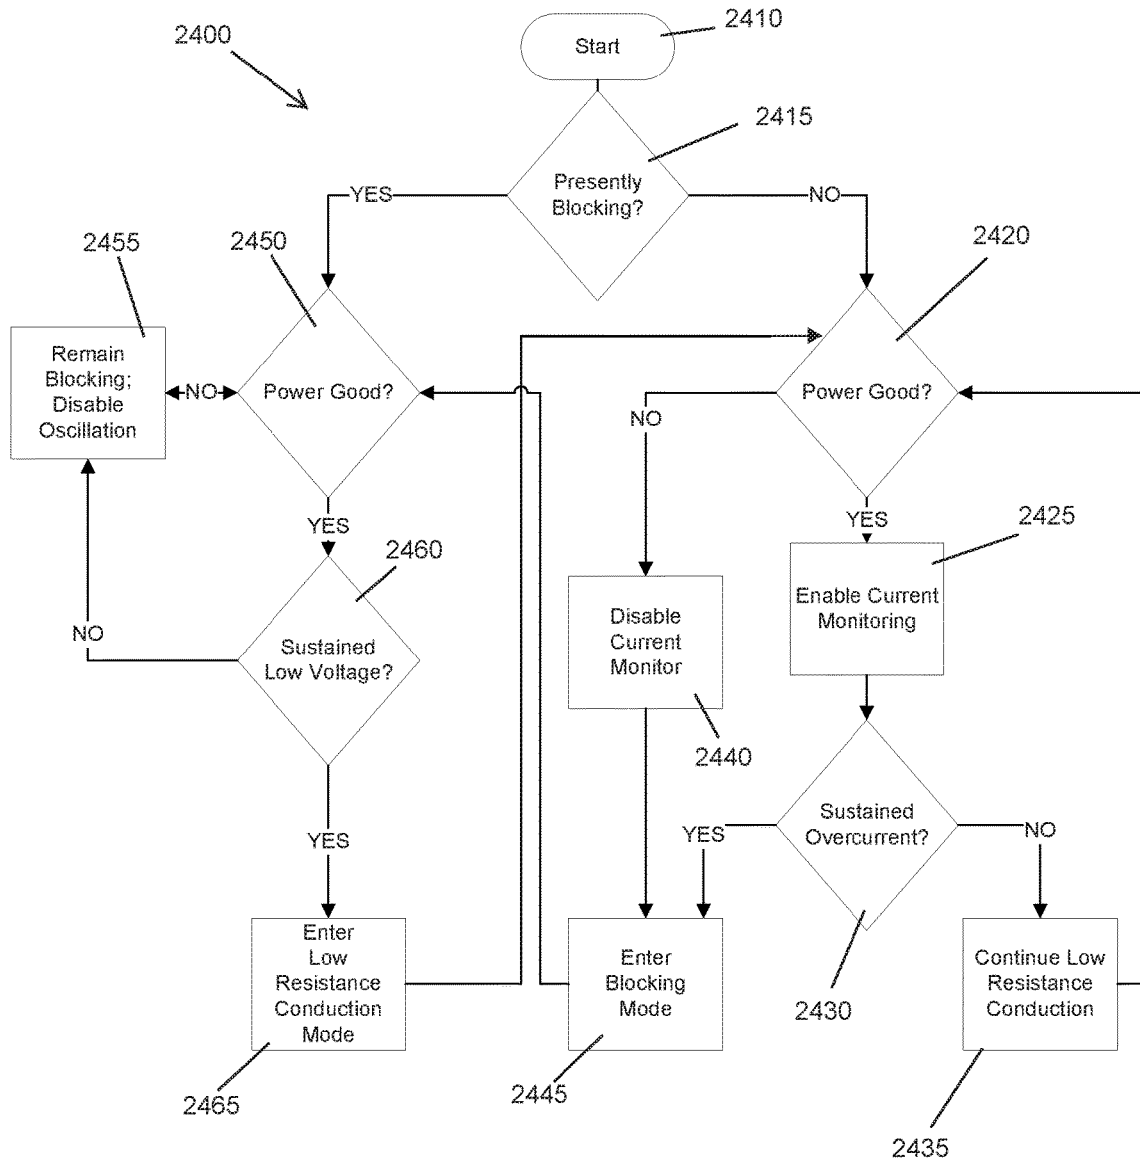 2400
Start
2410
2415
Presently
Blocking?
YES
NO
2455
2450
2420
Remain
Blocking;
Disable
Oscillation
NO
Power Good?
Power Good?
NO
YES
YES
2425
2460
Enable Current
Monitoring
Disable
Current
Monitor
NO
Sustained
Low Voltage?
2440
Sustained
Overcurrent?
YES
NO
YES
Enter
Low
Resistance
Conduction
Mode
Enter
Blocking
Mode
Continue Low
Resistance
Conduction
2430
2465
2445
2435